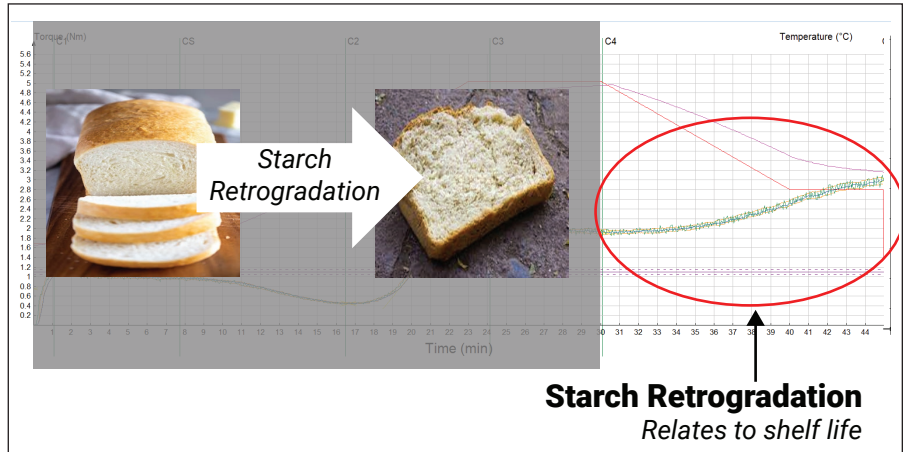 Torque (Nm)
C1
CS
C2
C3
C4
Temperature (°C)
5.6
5.4
5.2
5
4.8
4.6
4.4
4.2
4
3.8
3.6
3.4
3.2
3
2.8
2.6
2.4
2.2
2
1.8
1.6
1.4
1.2
1
0.8
0.6
0.4
0.2
Starch
Retrogradation
1 2 3 4 5 6 7 8 9 10 11 12 13 14 15 16 17 18 19 20 21 22 23 24 25 26 27 28 29 30 31 32 33 34 35 36 37 38 39 40 41 42 43 44
Time (min)
Starch Retrogradation
Relates to shelf life